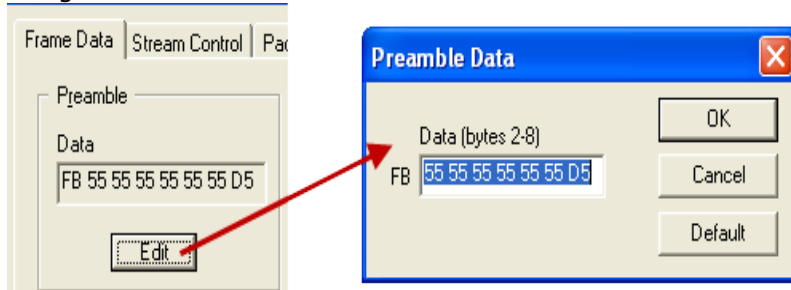 Frame Data Stream Control
Preamble
Data
FB 55 55 55 55 55 55 D5
Edit
Preamble Data
Data (bytes 2-8)
FB 55 55 55 55 55 55 D5
OK
Cancel
Default